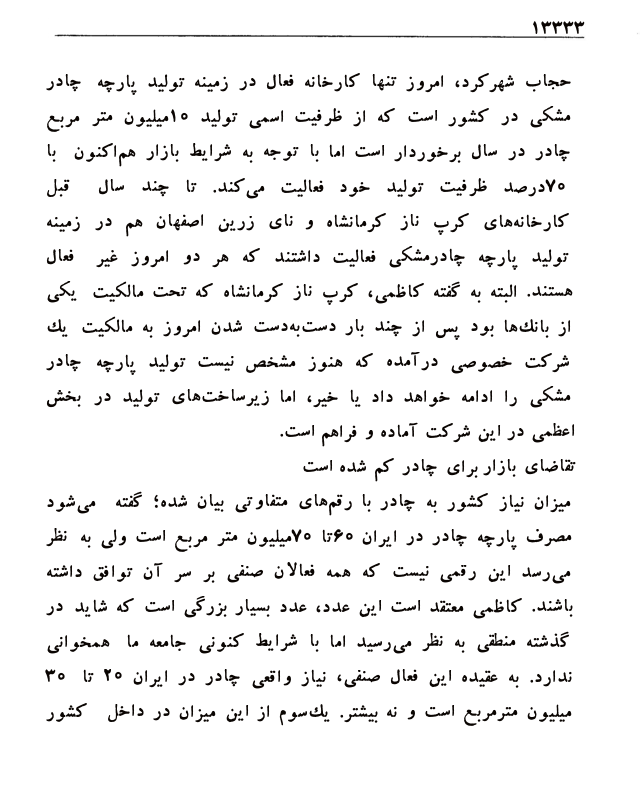 ۱۳۳۳۳
حجاب شهرکرد، امروز تنها کارخانه فعال در زمینه تولید پارچه چادر
مشکی در کشور است که از ظرفیت اسمی تولید ۱۰میلیون متر مربع
چادر در سال برخوردار است اما با توجه به شرایط بازار هم‌اکنون با
۷۰درصد ظرفیت تولید خود فعالیت می‌کند. تا چند سال قبل
کارخانه‌های کرپ ناز کرمانشاه و نای زرین اصفهان هم در زمینه
تولید پارچه چادرمشکی فعالیت داشتند که هر دو امروز غیر فعال
هستند. البته به گفته کاظمی، کرپ ناز کرمانشاه که تحت مالکیت یکی
از بانك‌ها بود پس از چند بار دست‌به‌دست شدن امروز به مالکیت یك
شرکت خصوصی درآمده که هنوز مشخص نیست تولید پارچه چادر
مشکی را ادامه خواهد داد یا خیر، اما زیرساخت‌های تولید در بخش
اعظمی در این شرکت آماده و فراهم است.
تقاضای بازار برای چادر کم شده است
میزان نیاز کشور به چادر با رقم‌های متفاوتی بیان شده؛ گفته می‌شود
مصرف پارچه چادر در ایران ۶۰تا ۷۰میلیون متر مربع است ولی به نظر
می‌رسد این رقمی نیست که همه فعالان صنفی بر سر آن توافق داشته
باشند. کاظمی معتقد است این عدد، عدد بسیار بزرگی است که شاید در
گذشته منطقی به نظر می‌رسید اما با شرایط کنونی جامعه ما همخوانی
ندارد. به عقیده این فعال صنفی، نیاز واقعی چادر در ایران ۲۰ تا ۳۰
میلیون مترمربع است و نه بیشتر. یك‌سوم از این میزان در داخل کشور